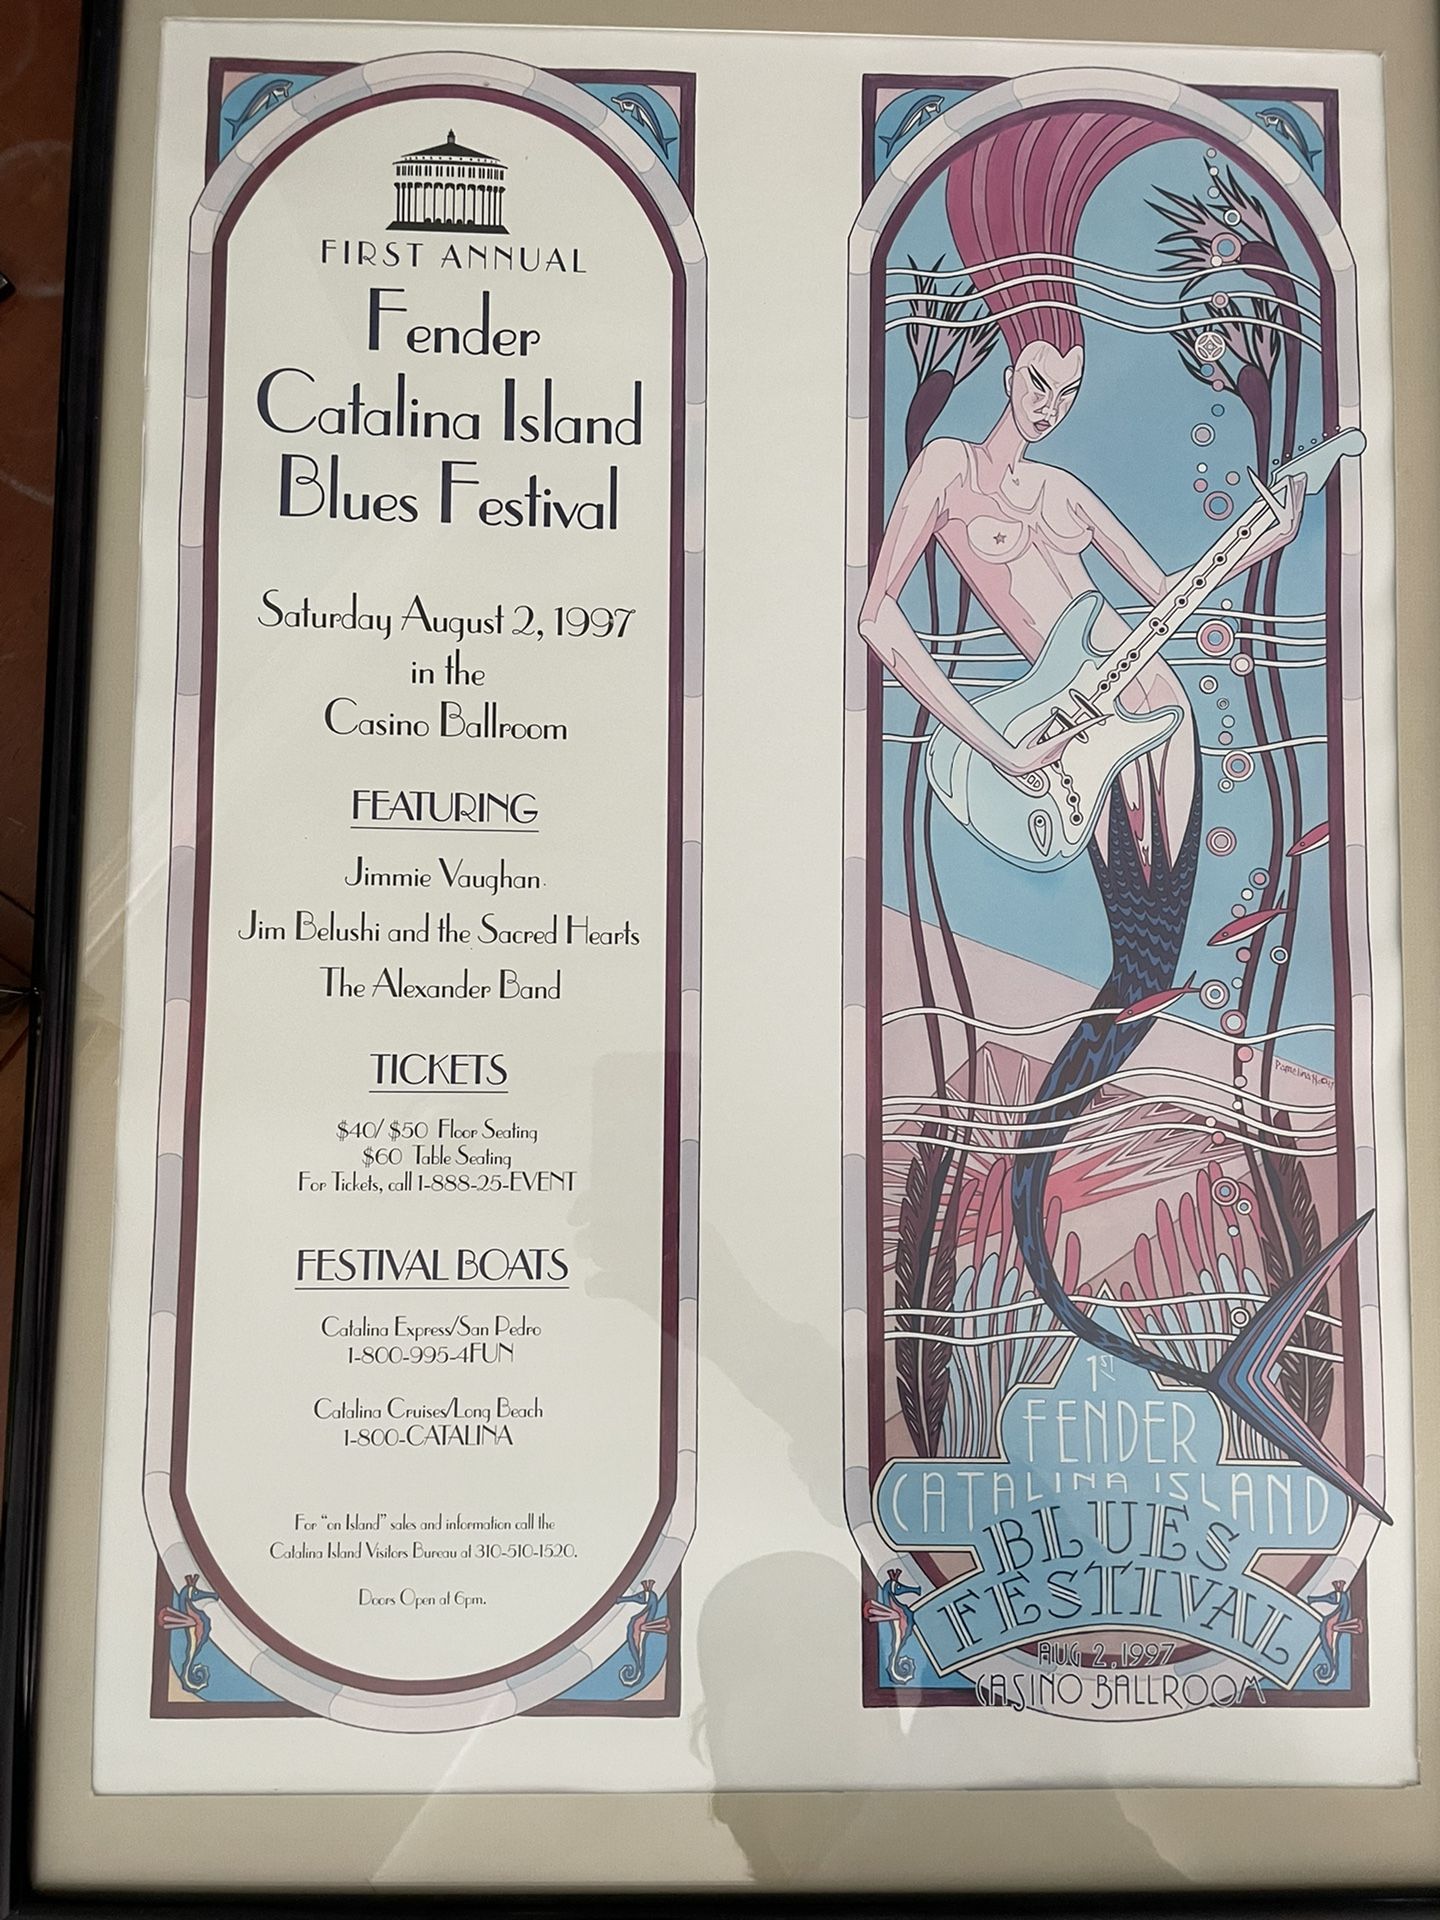 FIRST ANNUAL
Fender
Catalina Island
Blues Festival
Saturday August 2, 1997
in the
Casino Ballroom
FEATURING
Jimmie Vaughan
Jim Belushi and the Sacred Hearts
The Alexander Band
TICKETS
$40/ $50 Floor Seating
$60 Table Seating
For Tickets, call 1-888-25-EVENT
FESTIVAL BOATS
Catalina Express/San Pedro
1-800-995-4FUN
Catalina Cruises/Long Beach
1-800-CATALINA
For "on Island" sales and information call the
Catalina Island Visitors Bureau at 310-510-1520.
Doors Open at 6pm.
Pamelina H.
1ST
FENDER
CATALINA ISLAND
BLUES
FESTIVAL
AUG 2, 1997
CASINO BALLROOM